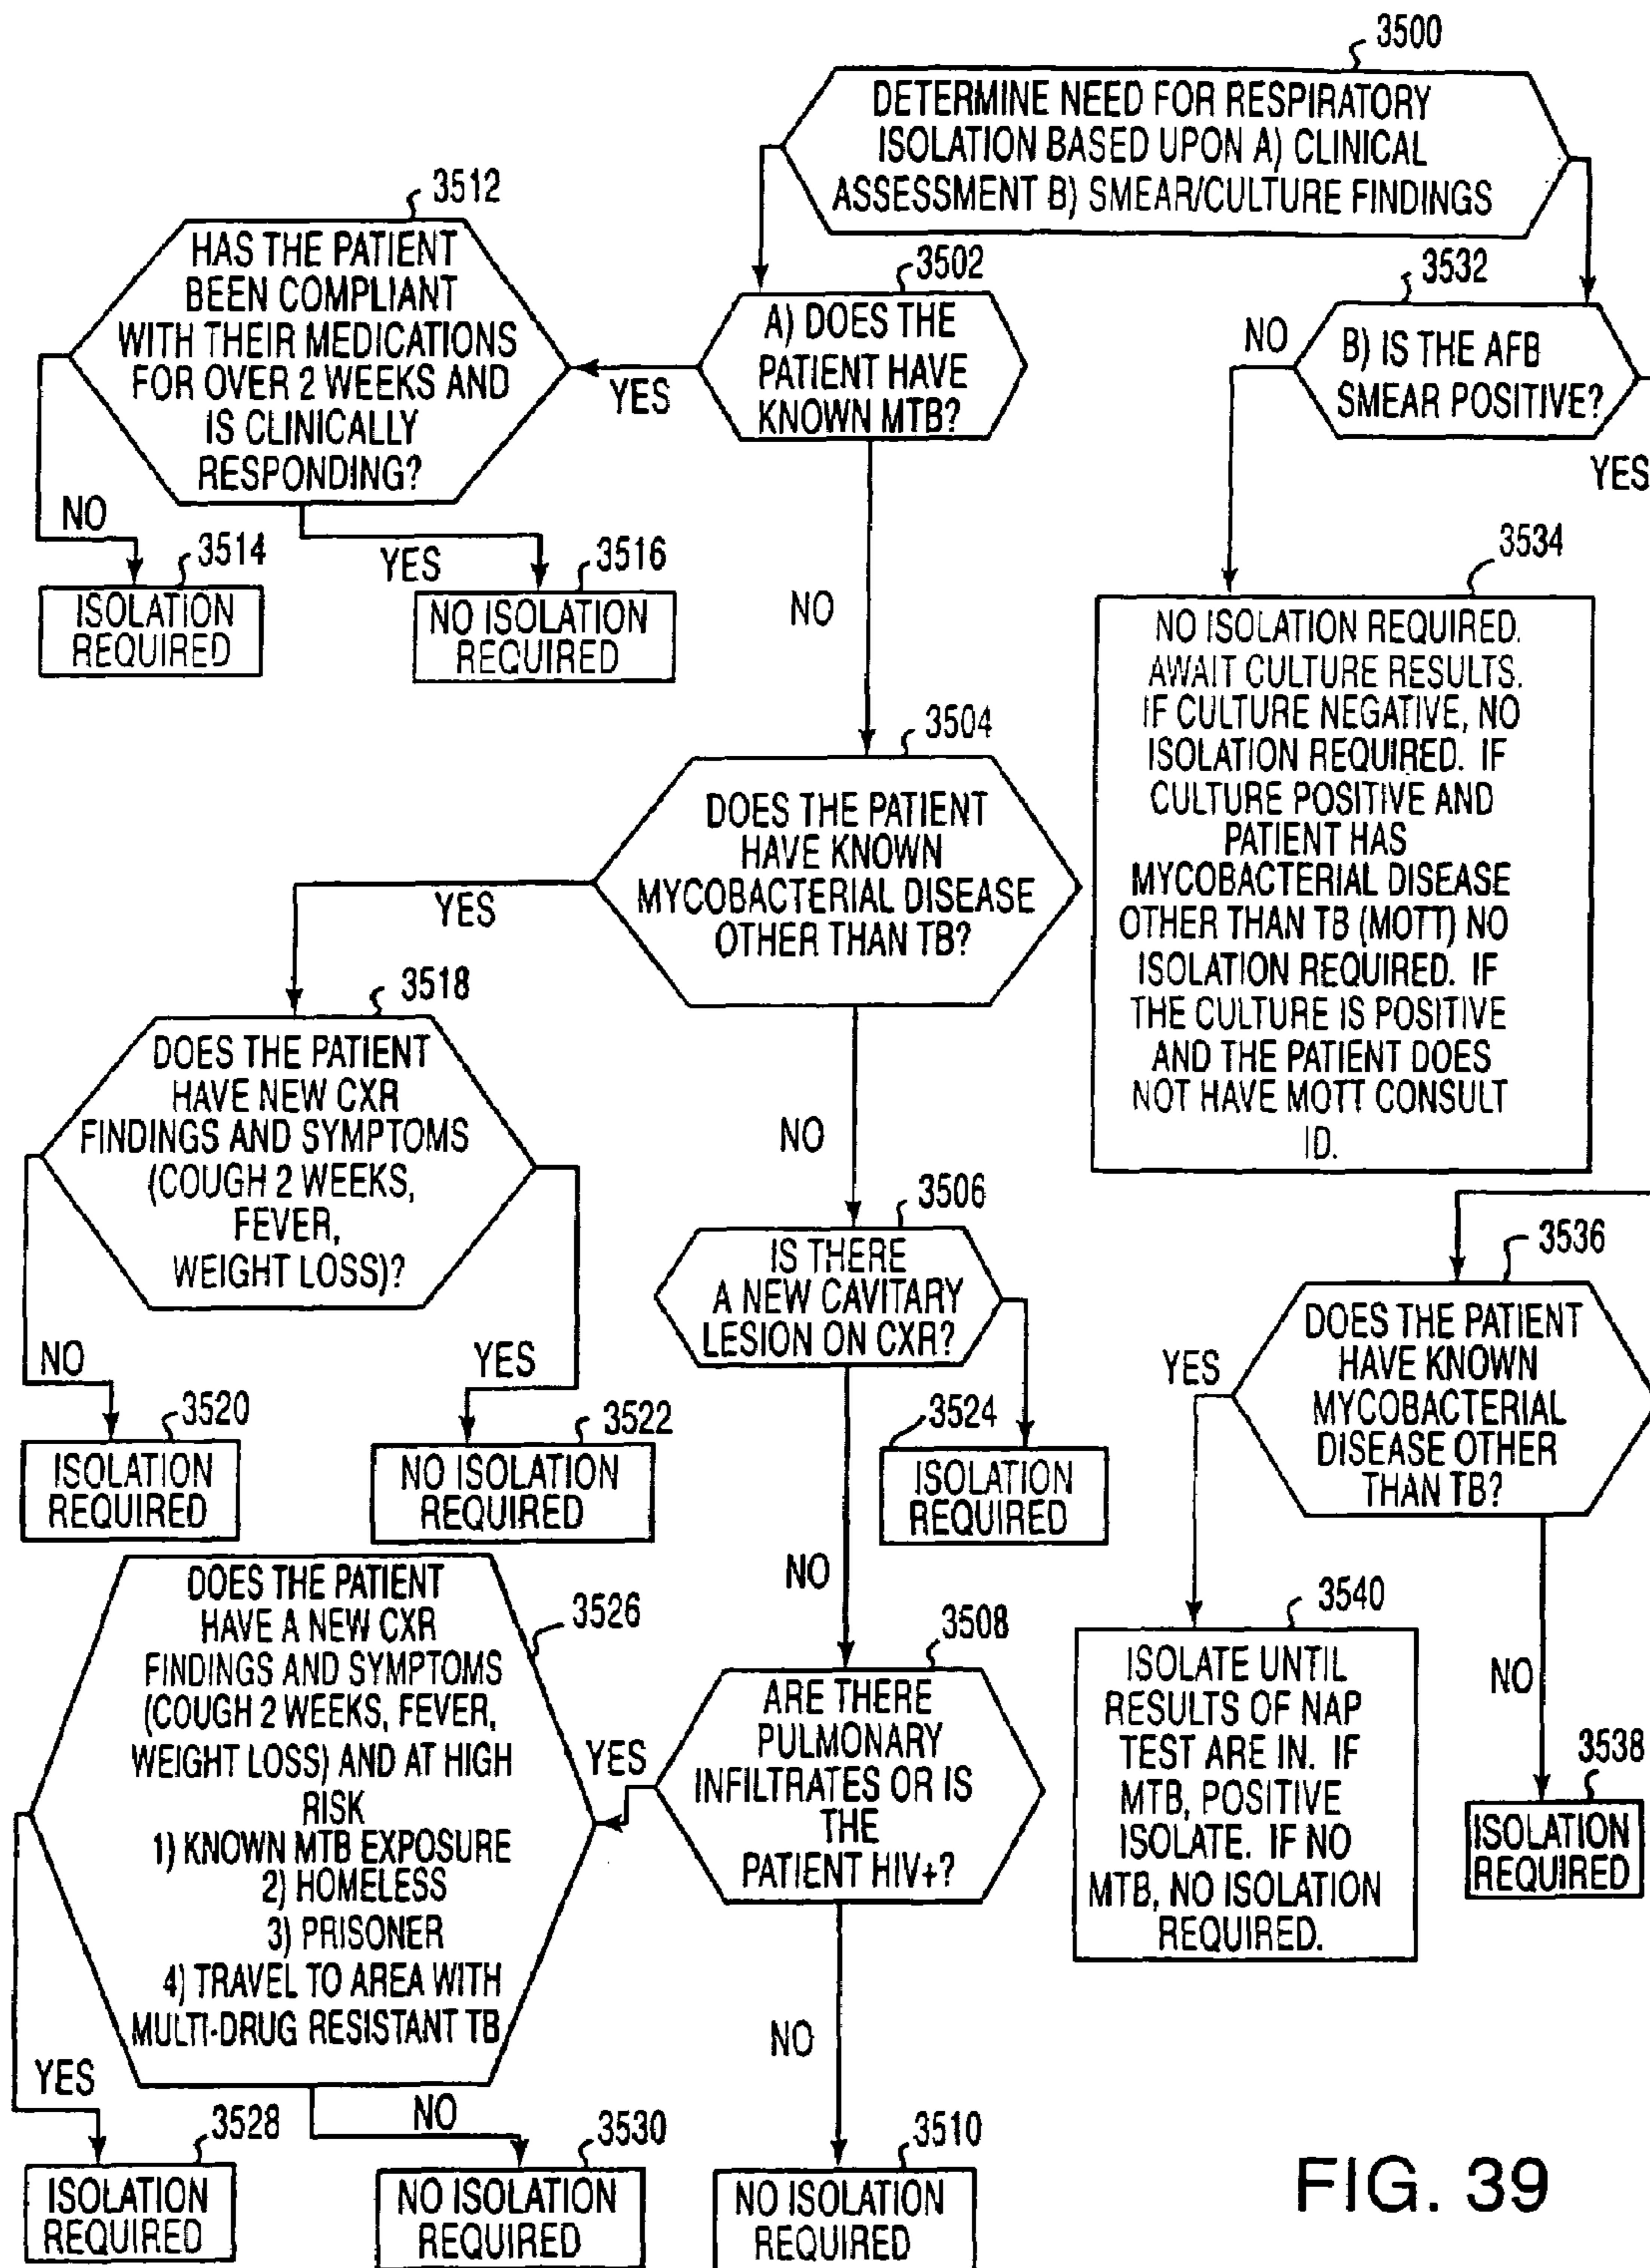 3500
DETERMINE NEED FOR RESPIRATORY
ISOLATION BASED UPON A) CLINICAL
ASSESSMENT B) SMEAR/CULTURE FINDINGS
3512
HAS THE PATIENT
BEEN COMPLIANT
WITH THEIR MEDICATIONS
FOR OVER 2 WEEKS AND
IS CLINICALLY
RESPONDING?
3502
A) DOES THE
PATIENT HAVE
KNOWN MTB?
3532
B) IS THE AFB
SMEAR POSITIVE?
NO
YES
YES
NO
3514
ISOLATION
REQUIRED
YES
3516
NO ISOLATION
REQUIRED
NO
3534
NO ISOLATION REQUIRED.
AWAIT CULTURE RESULTS.
IF CULTURE NEGATIVE, NO
ISOLATION REQUIRED. IF
CULTURE POSITIVE AND
PATIENT HAS
MYCOBACTERIAL DISEASE
OTHER THAN TB (MOTT) NO
ISOLATION REQUIRED. IF
THE CULTURE IS POSITIVE
AND THE PATIENT DOES
NOT HAVE MOTT CONSULT
ID.
3504
DOES THE PATIENT
HAVE KNOWN
MYCOBACTERIAL DISEASE
OTHER THAN TB?
YES
NO
3518
DOES THE PATIENT
HAVE NEW CXR
FINDINGS AND SYMPTOMS
(COUGH 2 WEEKS,
FEVER,
WEIGHT LOSS)?
NO
YES
3520
ISOLATION
REQUIRED
3522
NO ISOLATION
REQUIRED
3506
IS THERE
A NEW CAVITARY
LESION ON CXR?
3524
ISOLATION
REQUIRED
NO
3536
DOES THE PATIENT
HAVE KNOWN
MYCOBACTERIAL
DISEASE OTHER
THAN TB?
YES
NO
3540
ISOLATE UNTIL
RESULTS OF NAP
TEST ARE IN. IF
MTB, POSITIVE
ISOLATE. IF NO
MTB, NO ISOLATION
REQUIRED.
3538
ISOLATION
REQUIRED
3526
DOES THE PATIENT
HAVE A NEW CXR
FINDINGS AND SYMPTOMS
(COUGH 2 WEEKS, FEVER,
WEIGHT LOSS) AND AT HIGH
RISK
1) KNOWN MTB EXPOSURE
2) HOMELESS
3) PRISONER
4) TRAVEL TO AREA WITH
MULTI-DRUG RESISTANT TB
YES
3508
ARE THERE
PULMONARY
INFILTRATES OR IS
THE
PATIENT HIV+?
YES
NO
NO
3528
ISOLATION
REQUIRED
3530
NO ISOLATION
REQUIRED
3510
NO ISOLATION
REQUIRED
FIG. 39